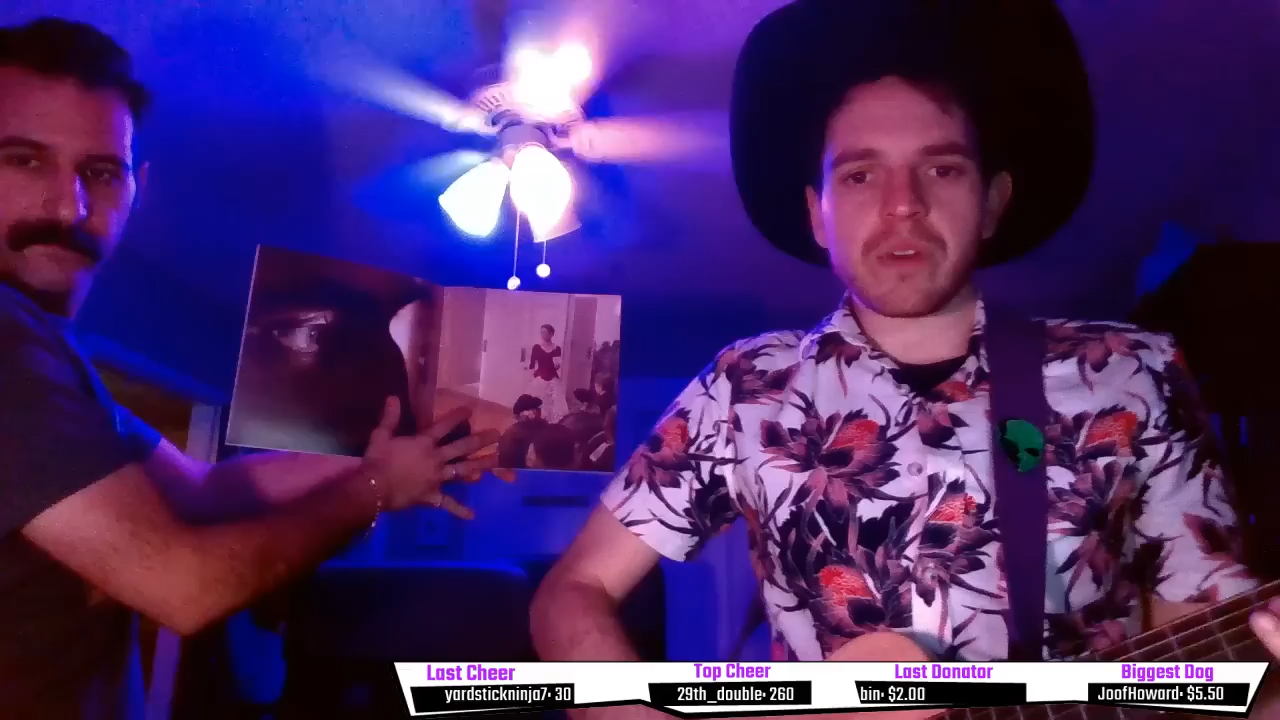 Last Cheer
yardstickninja7• 30
Top Cheer
29th_double• 260
Last Donator
bin• $2.00
Biggest Dog
JoofHoward• $5.50